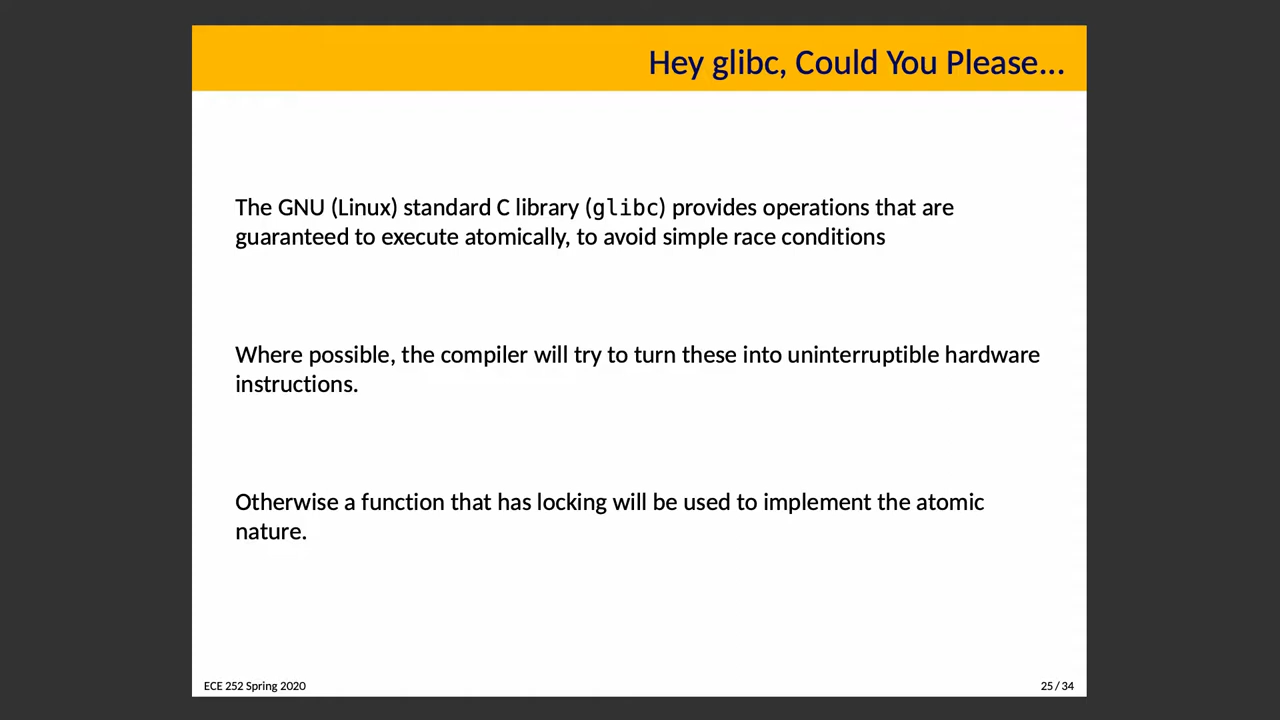 Hey glibc, Could You Please...
The GNU (Linux) standard C library (glibc) provides operations that are
guaranteed to execute atomically, to avoid simple race conditions
Where possible, the compiler will try to turn these into uninterruptible hardware
instructions.
Otherwise a function that has locking will be used to implement the atomic
nature.
ECE 252 Spring 2020
25 / 34